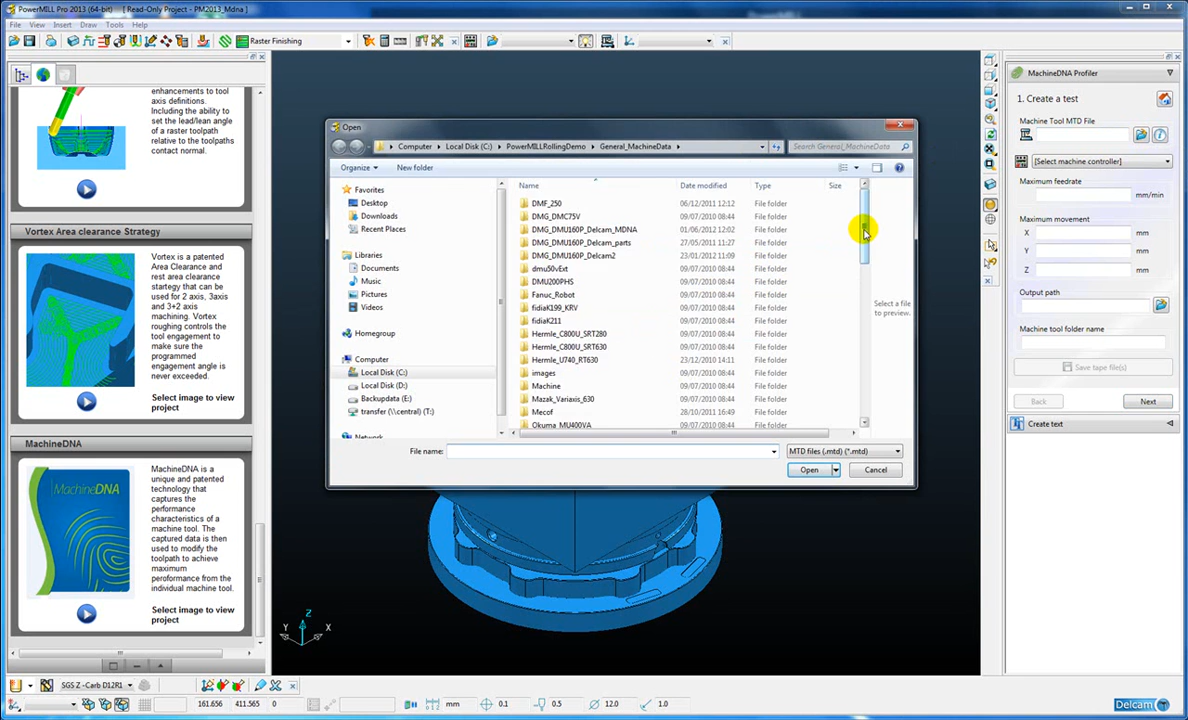 PowerMILL Pro 2013 (64-bit) [ Read-Only Project - PM2013_Mdna ]
File View Insert Draw Tools Help
Raster Finishing
enhancements to tool
axis definitions.
Including the ability to
set the lead/lean angle
of a raster toolpath
relative to the toolpaths
contact normal.
Vortex Area clearance Strategy
Vortex is a patented
Area Clearance and
rest area clearance
startegy that can be
used for 2 axis, 3axis
and 3+2 axis
machining. Vortex
roughing controls the
tool engagement to
make sure the
programmed
engagement angle is
never exceeded.
Select image to view
project
MachineDNA
MachineDNA
MachineDNA is a
unique and patented
technology that
captures the
performance
characteristics of a
machine tool. The
captured data is then
used to modify the
toolpath to achieve
maximum
peroformance from the
individual machine tool.
Select image to view
project
Open
Computer Local Disk (C:) PowerMILLRollingDemo General_MachineData
Search General_MachineData
Organize New folder
Favorites
Desktop
Downloads
Recent Places
Libraries
Documents
Music
Pictures
Videos
Homegroup
Computer
Local Disk (C:)
Local Disk (D:)
Backupdata (E:)
transfer (\\central) (T:)
Network
Name Date modified Type Size
DMF_250 06/12/2011 12:12 File folder
DMG_DMC75V 09/07/2010 08:44 File folder
DMG_DMU160P_Delcam_MDNA 01/06/2012 12:02 File folder
DMG_DMU160P_Delcam_parts 27/05/2011 11:27 File folder
DMG_DMU160P_Delcam2 23/01/2012 11:09 File folder
dmu50vExt 09/07/2010 08:44 File folder
DMU200PHS 09/07/2010 08:44 File folder
Fanuc_Robot 09/07/2010 08:44 File folder
fidiaK199_KRV 09/07/2010 08:44 File folder
fidiaK211 09/07/2010 08:44 File folder
Hermle_C800U_SRT280 09/07/2010 08:44 File folder
Hermle_C800U_SRT630 09/07/2010 08:44 File folder
Hermle_U740_RT630 23/12/2010 14:11 File folder
images 09/07/2010 08:44 File folder
Machine 09/07/2010 08:44 File folder
Mazak_Variaxis_630 09/07/2010 08:44 File folder
Mecof 28/10/2011 16:49 File folder
Okuma_MU400VA 09/07/2010 08:44 File folder
Select a file
to preview.
File name:
MTD files (.mtd) (*.mtd)
Open Cancel
MachineDNA Profiler
1. Create a test
Machine Tool MTD File
[Select machine controller]
Maximum feedrate
mm/min
Maximum movement
X mm
Y mm
Z mm
Output path
Machine tool folder name
Save tape file(s)
Back Next
Create text
Z
Y X
SGS Z -Carb D12R1
161.656 411.565 0 mm 0.1 0.5 12.0 1.0
Delcam